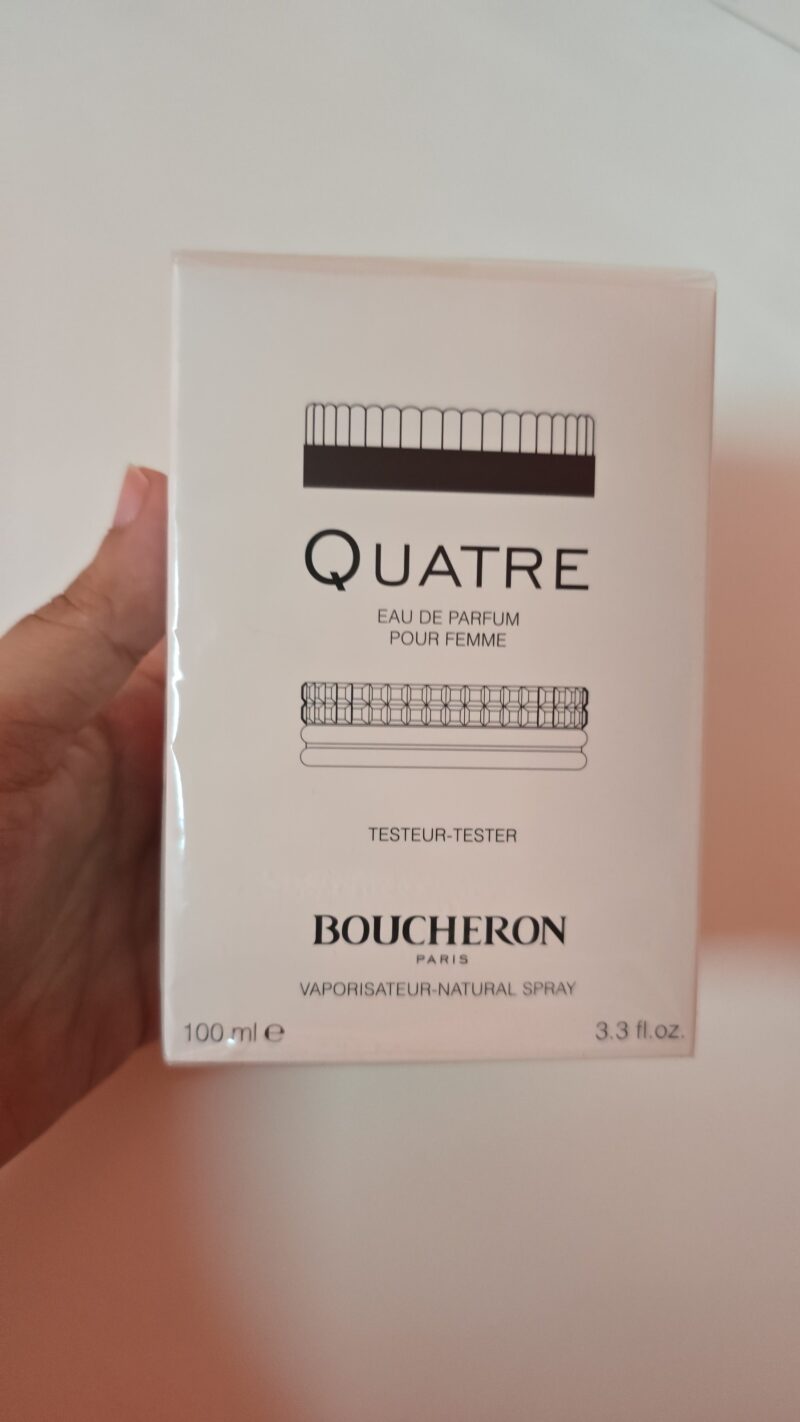 QUATRE
EAU DE PARFUM
POUR FEMME
TESTEUR-TESTER
BOUCHERON
PARIS
VAPORISATEUR-NATURAL SPRAY
100 ml ℮
3.3 fl.oz.